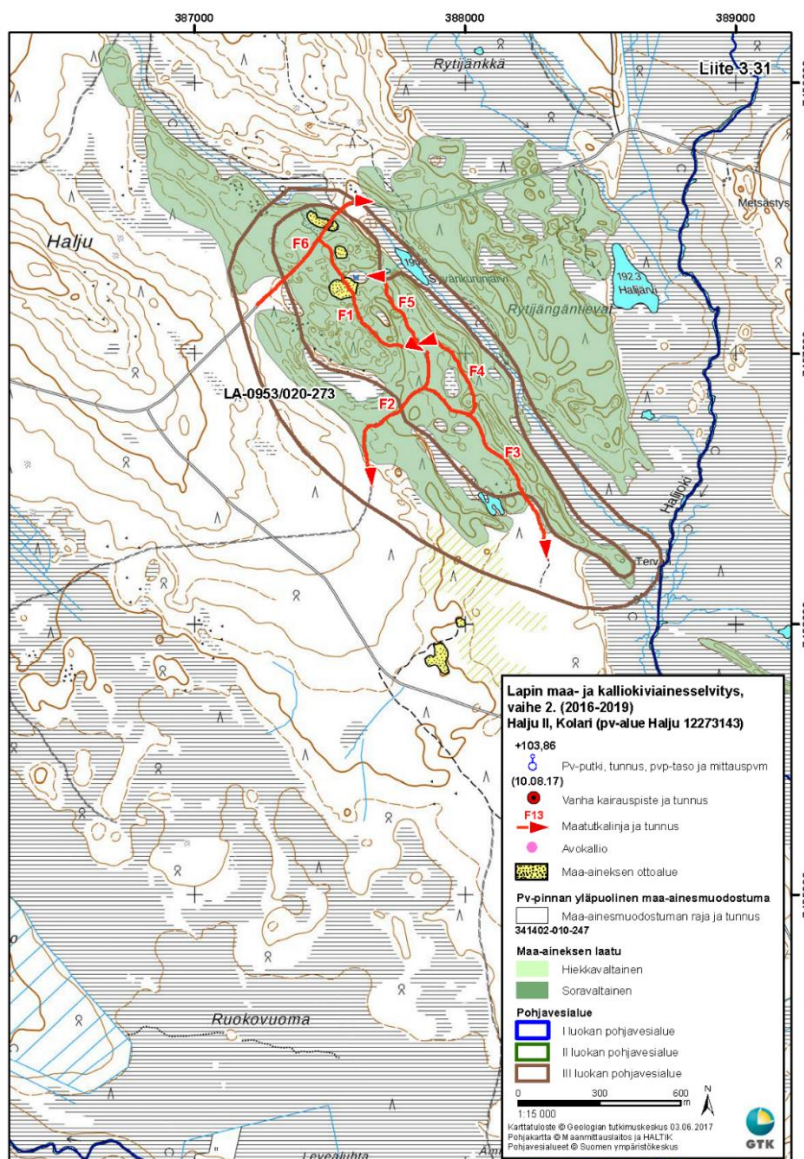 387000
388000
389000
Liite 3.31
Rytijänkkä
Metsästys
Halju
F6
Rytijängäntievat
F1
F5
F4
LA-0953/020-273
F2
F3
Halijoki
Ruokovuoma
Lapin maa- ja kalliokiviainesselvitys,
vaihe 2. (2016-2019)
Halju II, Kolari (pv-alue Halju 12273143)
+103,86
Pv-putki, tunnus, pvp-taso ja mittauspvm
(10.08.17)
Vanha kairauspiste ja tunnus
F13
Maatutkalinja ja tunnus
Avokallio
Maa-aineksen ottoalue
Pv-pinnan yläpuolinen maa-ainesmuodostuma
Maa-ainesmuodostuman raja ja tunnus
341402-010-247
Maa-aineksen laatu
Hiekkavaltainen
Soravaltainen
Pohjavesialue
I luokan pohjavesialue
II luokan pohjavesialue
III luokan pohjavesialue
0 300 600
m
N
1:15 000
Karttatuloste © Geologian tutkimuskeskus 03.06.2017
Pohjakartta © Maanmittauslaitos ja HALTIK
Pohjavesialueet © Suomen ympäristökeskus
GTK